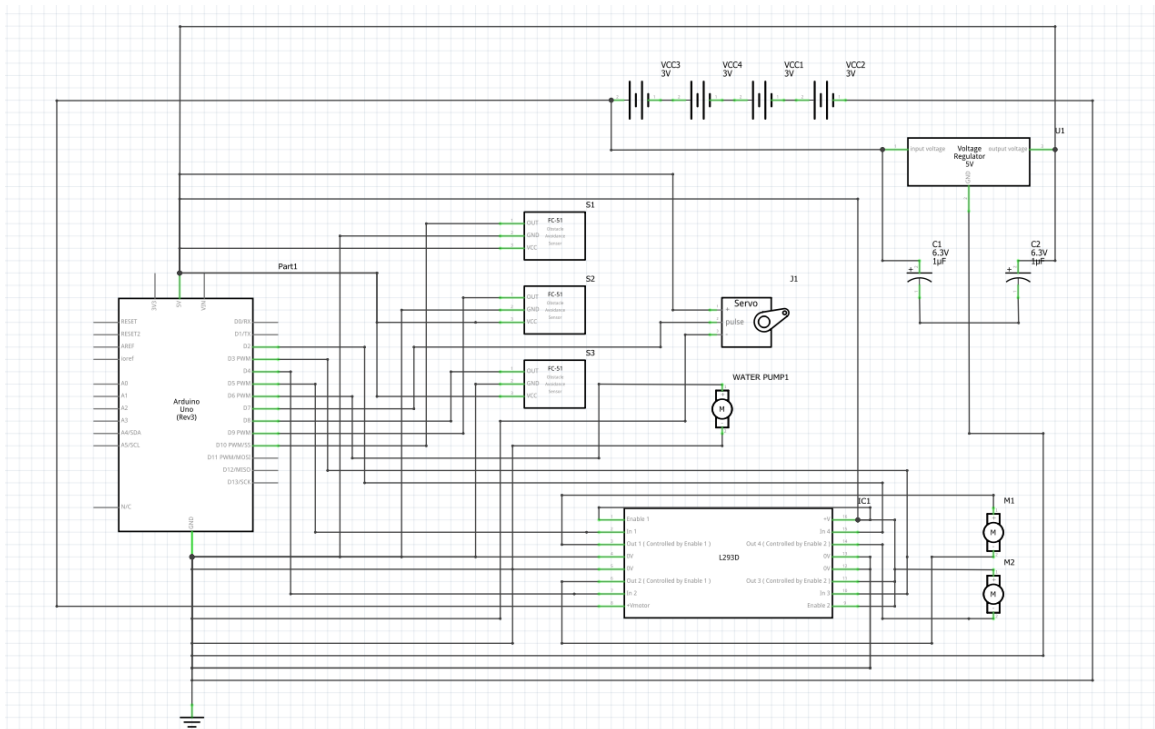 VCC3
3V
VCC4
3V
VCC1
3V
VCC2
3V
U1
input voltage
Voltage
Regulator
5V
output voltage
GND
C1
6.3V
1µF
C2
6.3V
1µF
S1
OUT
GND
VCC
FC-51
Obstacle
Avoidance
Sensor
S2
OUT
GND
VCC
FC-51
Obstacle
Avoidance
Sensor
S3
OUT
GND
VCC
FC-51
Obstacle
Avoidance
Sensor
J1
Servo
+
pulse
-
WATER PUMP1
M
Part1
3V3
5V
VIN
RESET
RESET2
AREF
ioref
A0
A1
A2
A3
A4/SDA
A5/SCL
N/C
Arduino
Uno
(Rev3)
D0/RX
D1/TX
D2
D3 PWM
D4
D5 PWM
D6 PWM
D7
D8
D9 PWM
D10 PWM/SS
D11 PWM/MOSI
D12/MISO
D13/SCK
GND
IC1
L293D
Enable 1
In 1
Out 1 ( Controlled by Enable 1 )
0V
0V
Out 2 ( Controlled by Enable 1 )
In 2
+Vmotor
+V
In 4
Out 4 ( Controlled by Enable 2 )
0V
0V
Out 3 ( Controlled by Enable 2 )
In 3
Enable 2
M1
M
M2
M